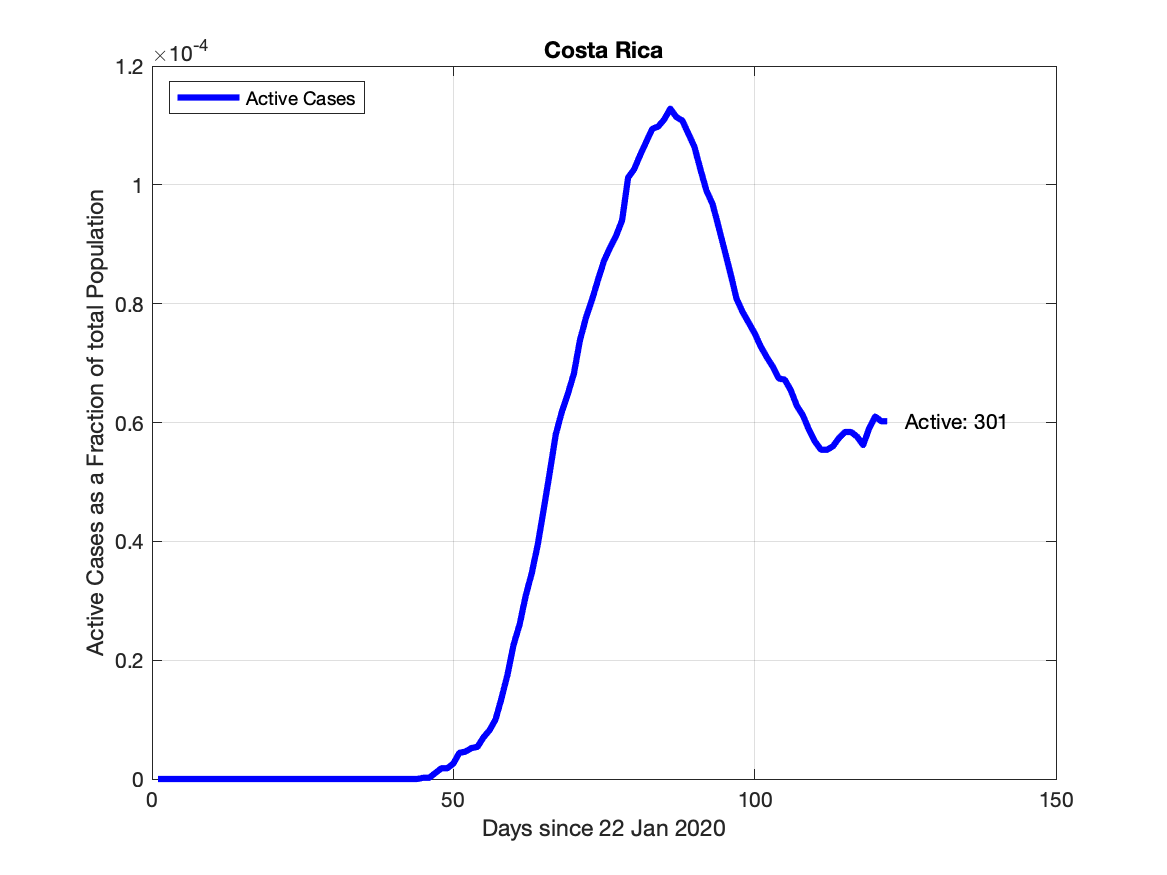 Costa Rica
×10-4
1.2
1
0.8
0.6
0.4
0.2
0
Active Cases as a Fraction of total Population
Active Cases
Active: 301
0 50 100 150
Days since 22 Jan 2020